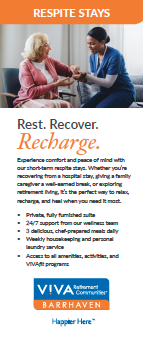 RESPITE STAYS
Rest. Recover.
Recharge.
Experience comfort and peace of mind with
our short-term respite stays. Whether you're
recovering from a hospital stay, giving a family
caregiver a well-earned break, or exploring
retirement living, it's the perfect way to relax,
recharge, and heal when you need it most.
• Private, fully furnished suite
• 24/7 support from our wellness team
• 3 delicious, chef-prepared meals daily
• Weekly housekeeping and personal
laundry service
• Access to all amenities, activities, and
VIVAfit programs
V!VA Retirement
Communities®
BARRHAVEN
Happier Here™